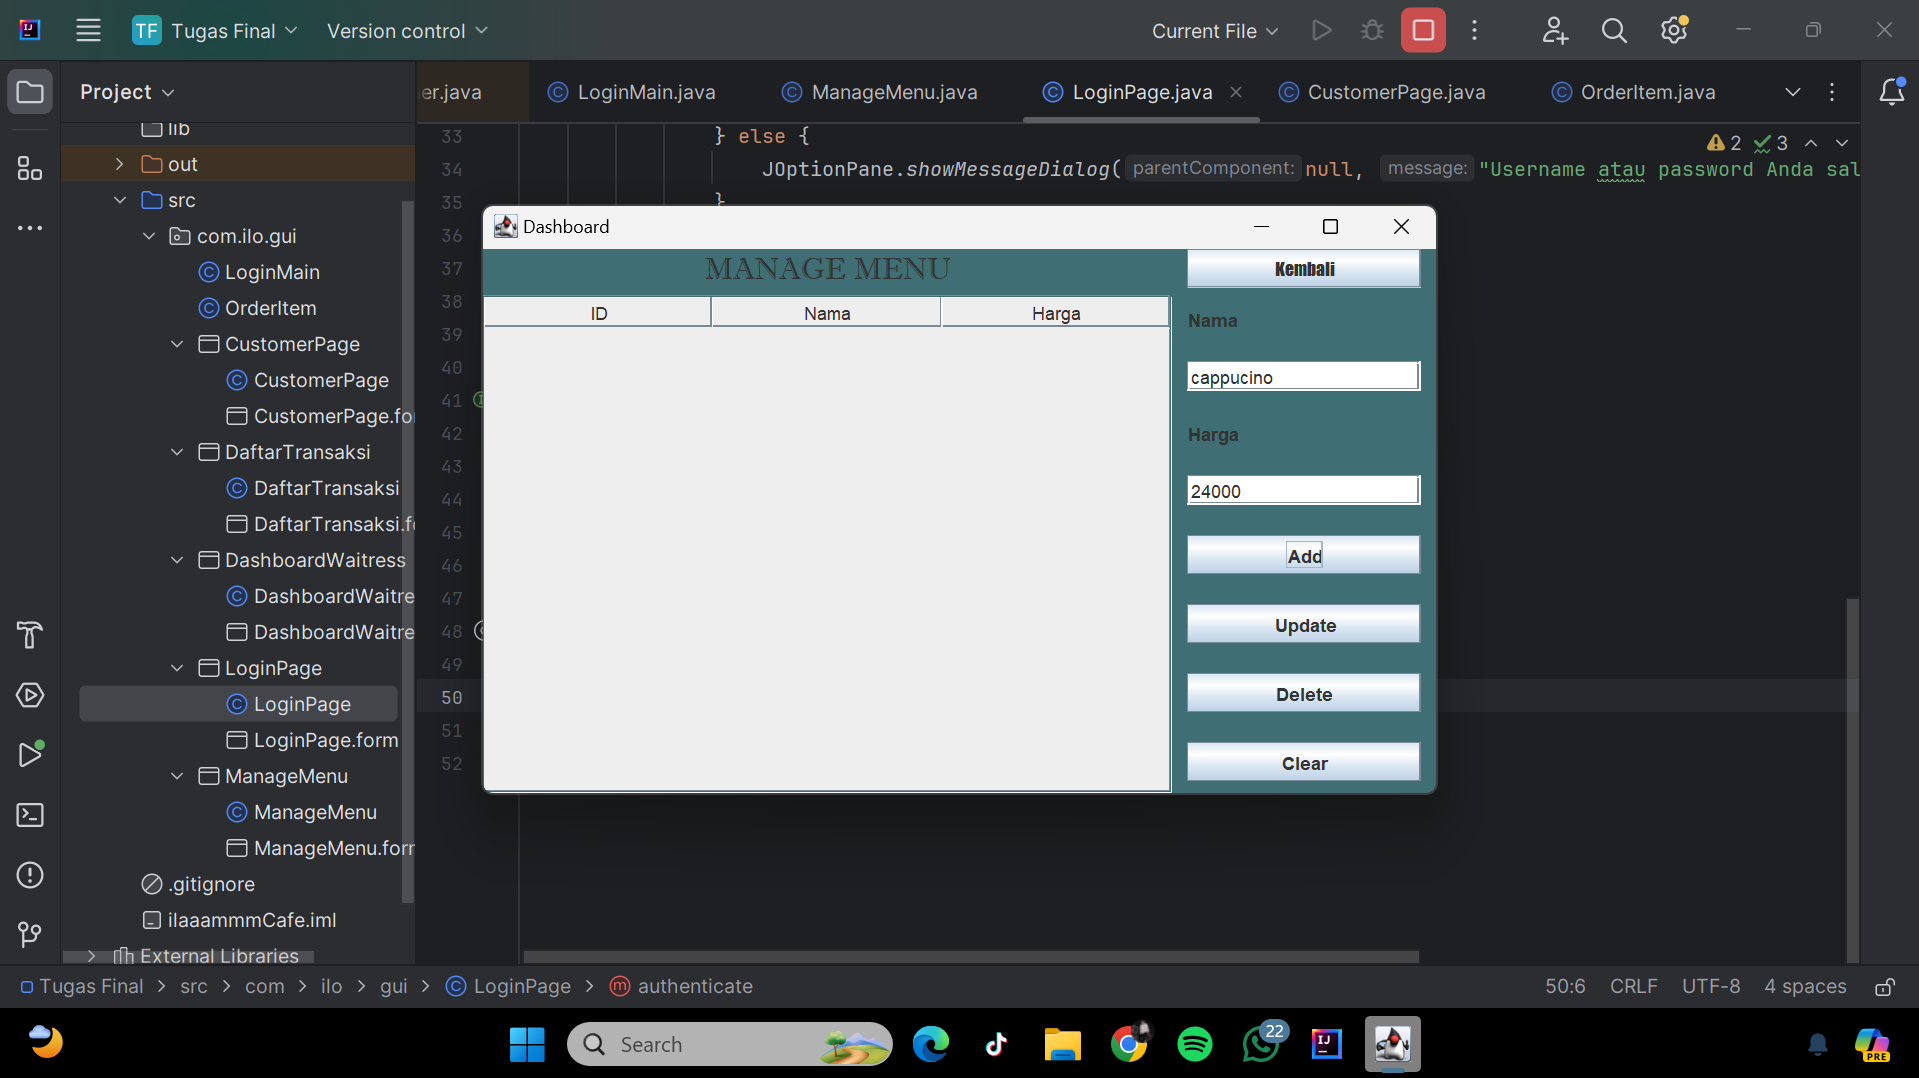 TF Tugas Final Version control Current File
Project
er.java LoginMain.java ManageMenu.java LoginPage.java CustomerPage.java OrderItem.java
lib
out
src
com.ilo.gui
LoginMain
OrderItem
CustomerPage
CustomerPage
CustomerPage.fo
DaftarTransaksi
DaftarTransaksi
DaftarTransaksi.f
DashboardWaitress
DashboardWaitre
DashboardWaitre
LoginPage
LoginPage
LoginPage.form
ManageMenu
ManageMenu
ManageMenu.for
.gitignore
ilaaammmCafe.iml
External Libraries
33 } else {
34 JOptionPane.showMessageDialog( parentComponent: null, message: "Username atau password Anda sal
35 }
36
37
38
39
40
41
42
43
44
45
46
47
48
49
50
51
52
2 3
Dashboard
MANAGE MENU
Kembali
ID Nama Harga
Nama
cappucino
Harga
24000
Add
Update
Delete
Clear
Tugas Final > src > com > ilo > gui > LoginPage > authenticate
50:6 CRLF UTF-8 4 spaces
Search
22
PRE